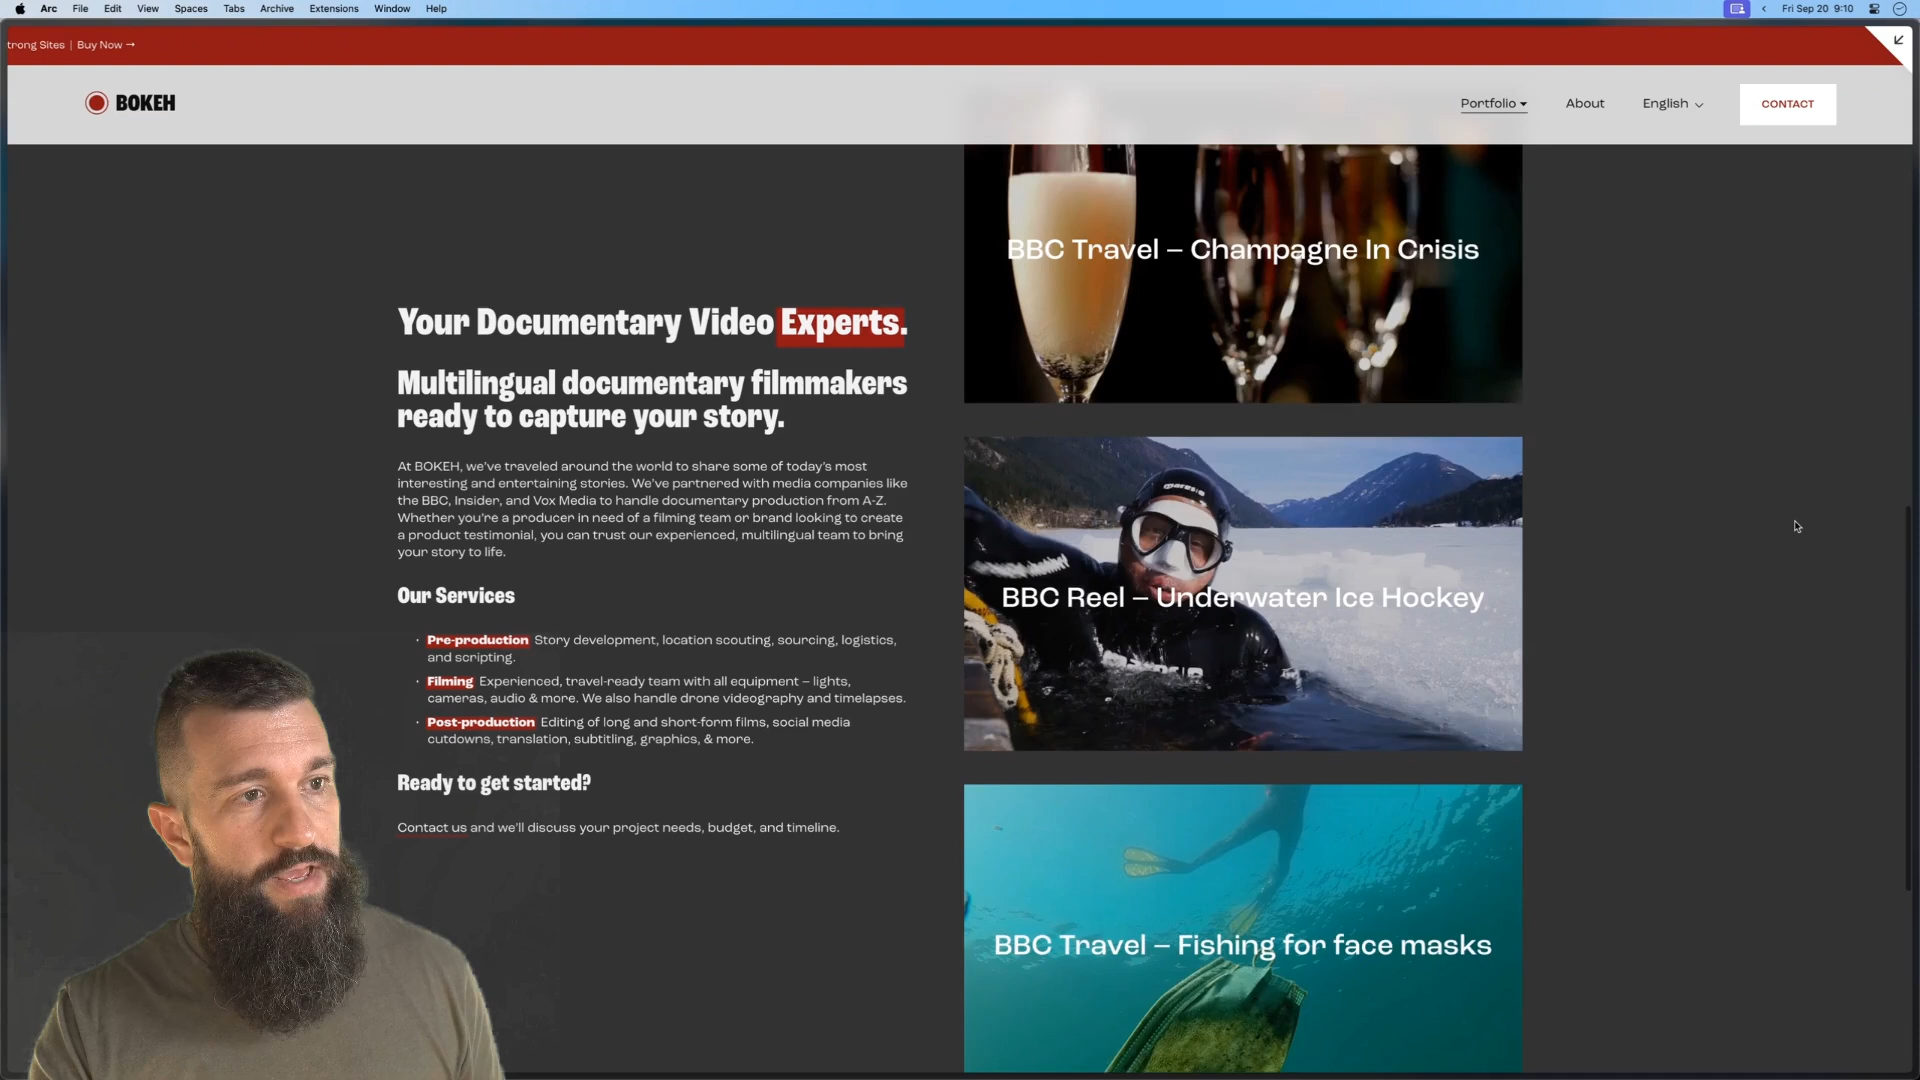 Arc File Edit View Spaces Tabs Archive Extensions Window Help
Fri Sep 20 9:10
trong Sites | Buy Now →
BOKEH
Portfolio
About
English
CONTACT
BBC Travel – Champagne In Crisis
Your Documentary Video Experts.
Multilingual documentary filmmakers
ready to capture your story.
At BOKEH, we've traveled around the world to share some of today's most
interesting and entertaining stories. We've partnered with media companies like
the BBC, Insider, and Vox Media to handle documentary production from A-Z.
Whether you're a producer in need of a filming team or brand looking to create
a product testimonial, you can trust our experienced, multilingual team to bring
your story to life.
Our Services
· Pre-production Story development, location scouting, sourcing, logistics,
and scripting.
· Filming Experienced, travel-ready team with all equipment – lights,
cameras, audio & more. We also handle drone videography and timelapses.
· Post-production Editing of long and short-form films, social media
cutdowns, translation, subtitling, graphics, & more.
Ready to get started?
Contact us and we'll discuss your project needs, budget, and timeline.
mares
BBC Reel – Underwater Ice Hockey
BBC Travel – Fishing for face masks